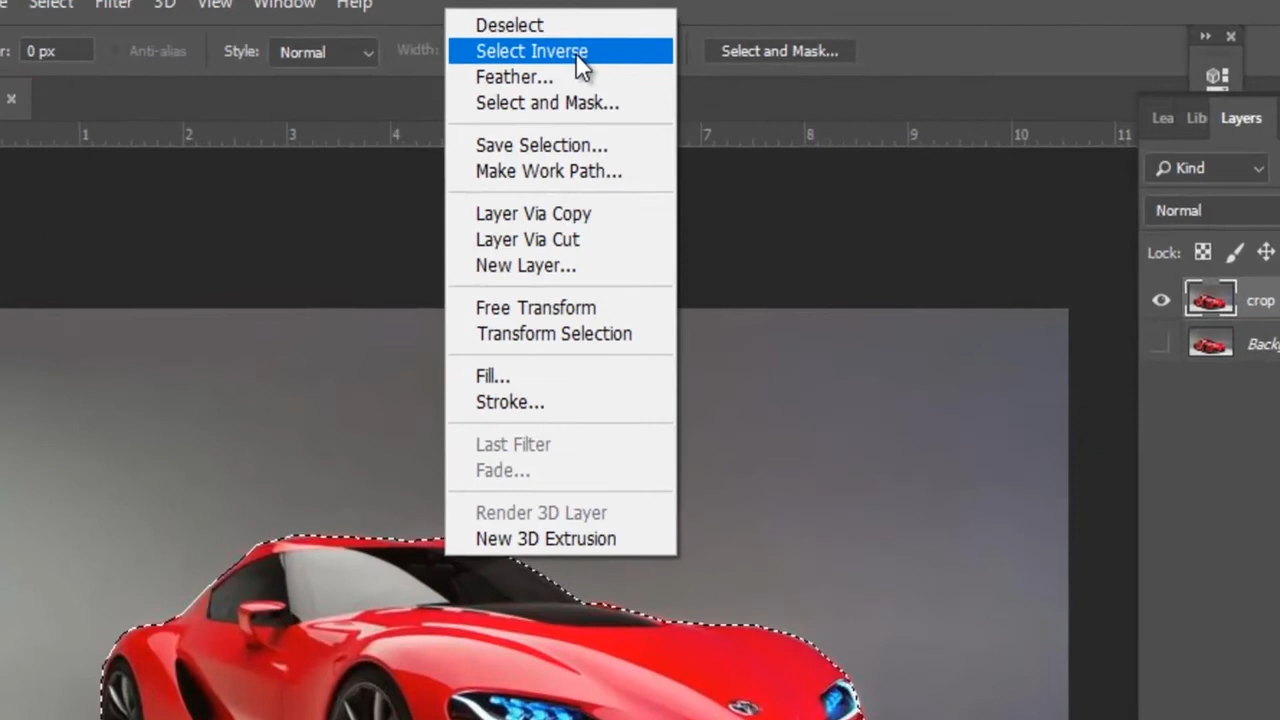 Select Filter 3D View Window Help
0 px Anti-alias Style: Normal Width: Select and Mask...
Deselect
Select Inverse
Feather...
Select and Mask...
Save Selection...
Make Work Path...
Layer Via Copy
Layer Via Cut
New Layer...
Free Transform
Transform Selection
Fill...
Stroke...
Last Filter
Fade...
Render 3D Layer
New 3D Extrusion
1 2 3 4 7 8 9 10 11
Lea Lib Layers
Kind
Normal
Lock:
crop
Back